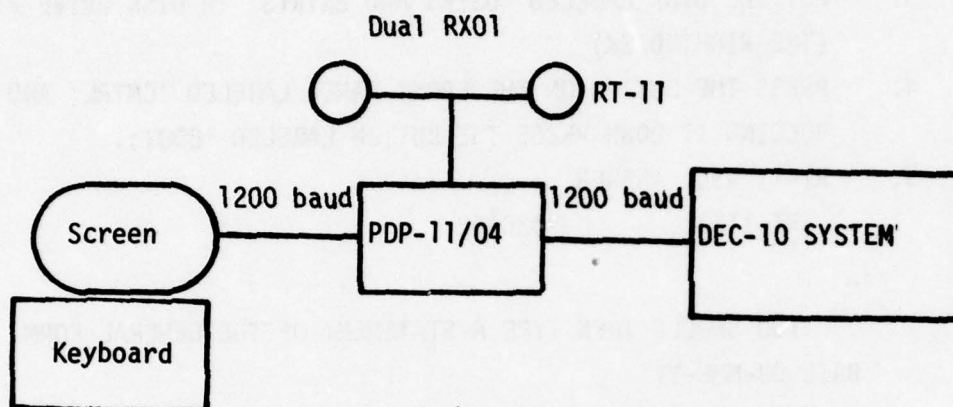 Dual RX01
RT-11
1200 baud
1200 baud
Screen
PDP-11/04
DEC-10 SYSTEM
Keyboard